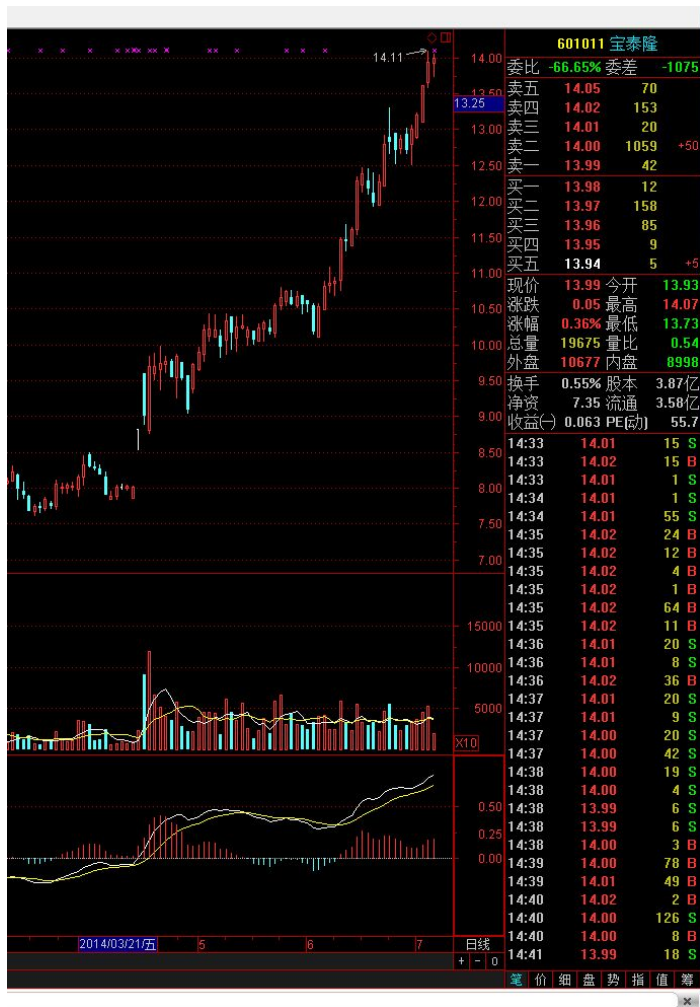 14.11
14.00
13.50
13.25
13.00
12.50
12.00
11.50
11.00
10.50
10.00
9.50
9.00
8.50
8.00
7.50
7.00
15000
10000
5000
X10
0.50
0.25
0.00
2014/03/21/五 5 6 7 日线
+ - 0
601011 宝泰隆
委比 -66.65% 委差 -1075
卖五 14.05 70
卖四 14.02 153
卖三 14.01 20
卖二 14.00 1059 +50
卖一 13.99 42
买一 13.98 12
买二 13.97 158
买三 13.96 85
买四 13.95 9
买五 13.94 5 +5
现价 13.99 今开 13.93
涨跌 0.05 最高 14.07
涨幅 0.36% 最低 13.73
总量 19675 量比 0.54
外盘 10677 内盘 8998
换手 0.55% 股本 3.87亿
净资 7.35 流通 3.58亿
收益(一) 0.063 PE(动) 55.7
14:33 14.01 15 S
14:33 14.02 15 B
14:33 14.01 1 S
14:34 14.01 1 S
14:34 14.01 55 S
14:35 14.02 24 B
14:35 14.02 12 B
14:35 14.02 4 B
14:35 14.02 1 B
14:35 14.02 64 B
14:35 14.02 11 B
14:36 14.01 20 S
14:36 14.01 8 S
14:36 14.02 36 B
14:37 14.01 20 S
14:37 14.01 9 S
14:37 14.00 20 S
14:37 14.00 42 S
14:38 14.00 19 S
14:38 14.00 4 S
14:38 13.99 6 S
14:38 13.99 6 S
14:38 14.00 3 B
14:39 14.00 78 B
14:39 14.01 49 B
14:40 14.02 2 B
14:40 14.00 126 S
14:40 14.00 8 B
14:41 13.99 18 S
笔 价 细 盘 势 指 值 筹